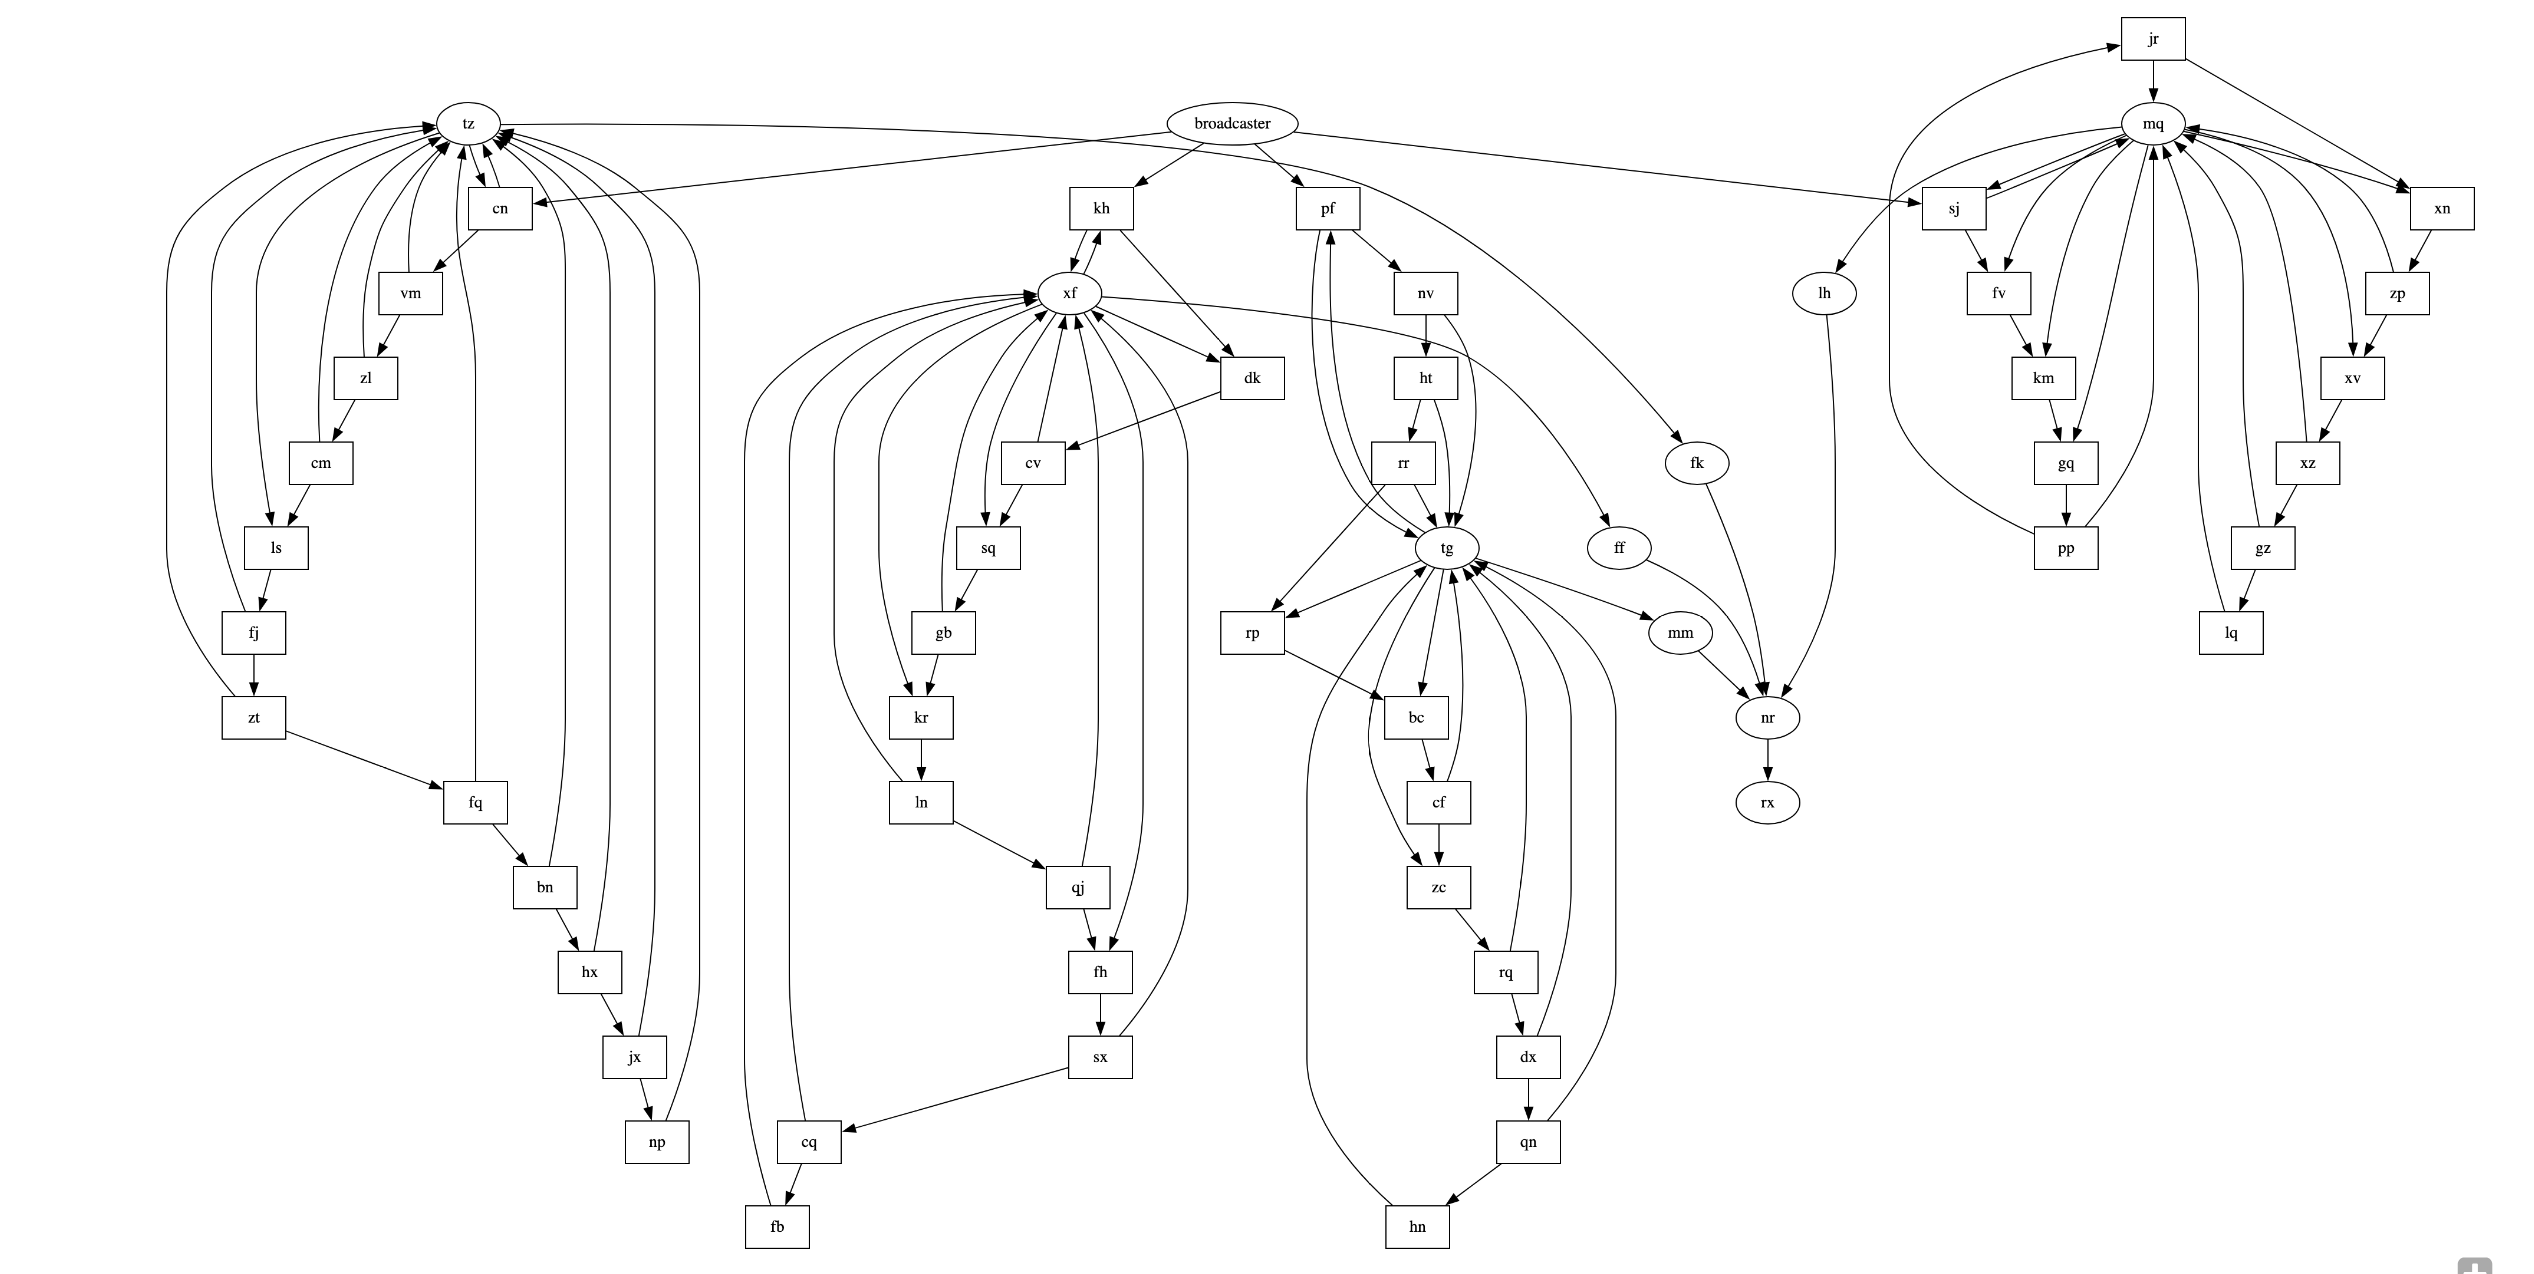 jr
tz
broadcaster
mq
cn
kh
pf
sj
xn
vm
xf
nv
lh
fv
zp
zl
dk
ht
km
xv
cm
cv
rr
fk
gq
xz
ls
sq
tg
ff
pp
gz
fj
gb
rp
mm
lq
zt
kr
bc
nr
fq
ln
cf
rx
bn
qj
zc
hx
fh
rq
jx
sx
dx
np
cq
qn
fb
hn